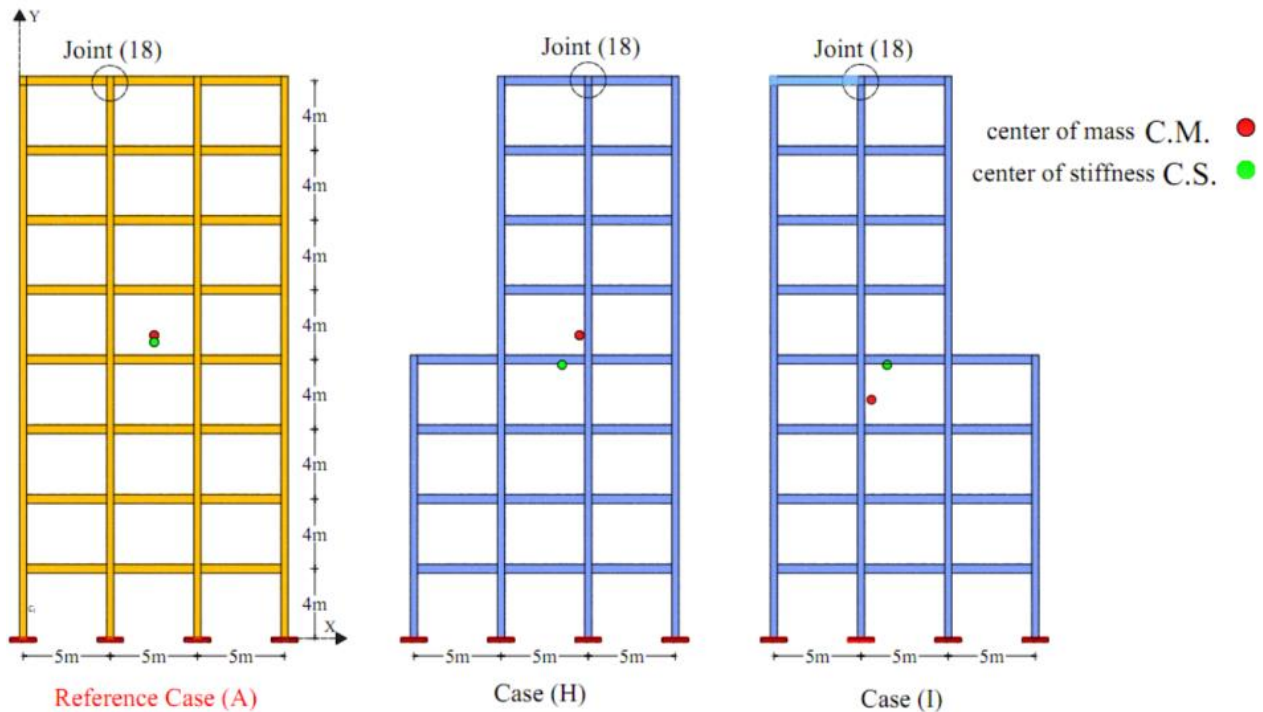 Y
Joint (18)
Joint (18)
Joint (18)
4m
4m
4m
4m
4m
4m
4m
4m
center of mass C.M.
center of stiffness C.S.
X
5m 5m 5m
5m 5m 5m
5m 5m 5m
Reference Case (A)
Case (H)
Case (I)